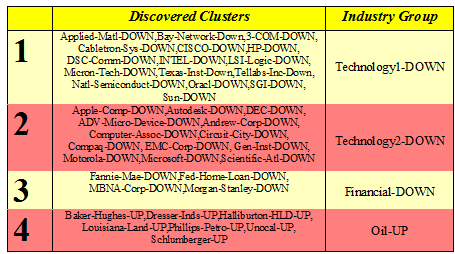 Discovered Clusters Industry Group
1
Applied-Matl-DOWN,Bay-Network-Down,3-COM-DOWN,
Cabletron-Sys-DOWN,CISCO-DOWN,HP-DOWN,
DSC-Comm-DOWN,INTEL-DOWN,LSI-Logic-DOWN,
Micron-Tech-DOWN,Texas-Inst-Down,Tellabs-Inc-Down,
Natl-Semiconduct-DOWN,Oracl-DOWN,SGI-DOWN,
Sun-DOWN
Technology1-DOWN
2
Apple-Comp-DOWN,Autodesk-DOWN,DEC-DOWN,
ADV-Micro-Device-DOWN,Andrew-Corp-DOWN,
Computer-Assoc-DOWN,Circuit-City-DOWN,
Compaq-DOWN, EMC-Corp-DOWN, Gen-Inst-DOWN,
Motorola-DOWN,Microsoft-DOWN,Scientific-Atl-DOWN
Technology2-DOWN
3
Fannie-Mae-DOWN,Fed-Home-Loan-DOWN,
MBNA-Corp-DOWN,Morgan-Stanley-DOWN
Financial-DOWN
4
Baker-Hughes-UP,Dresser-Inds-UP,Halliburton-HLD-UP,
Louisiana-Land-UP,Phillips-Petro-UP,Unocal-UP,
Schlumberger-UP
Oil-UP